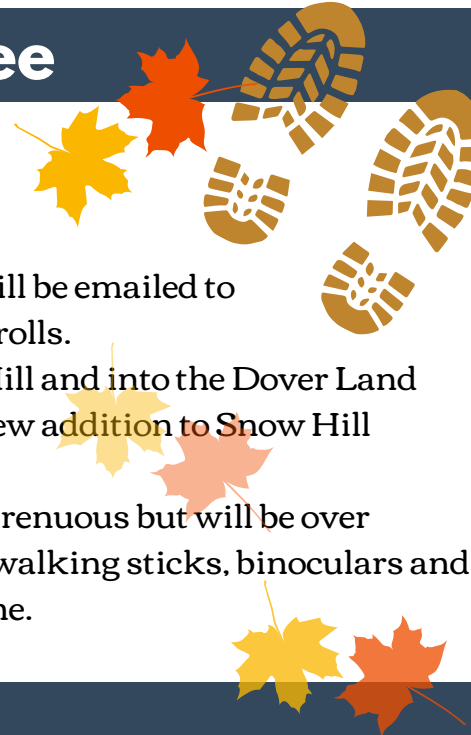 ee
ill be emailed to
rolls.
Hill and into the Dover Land
ew addition to Snow Hill
renuous but will be over
walking sticks, binoculars and
ne.